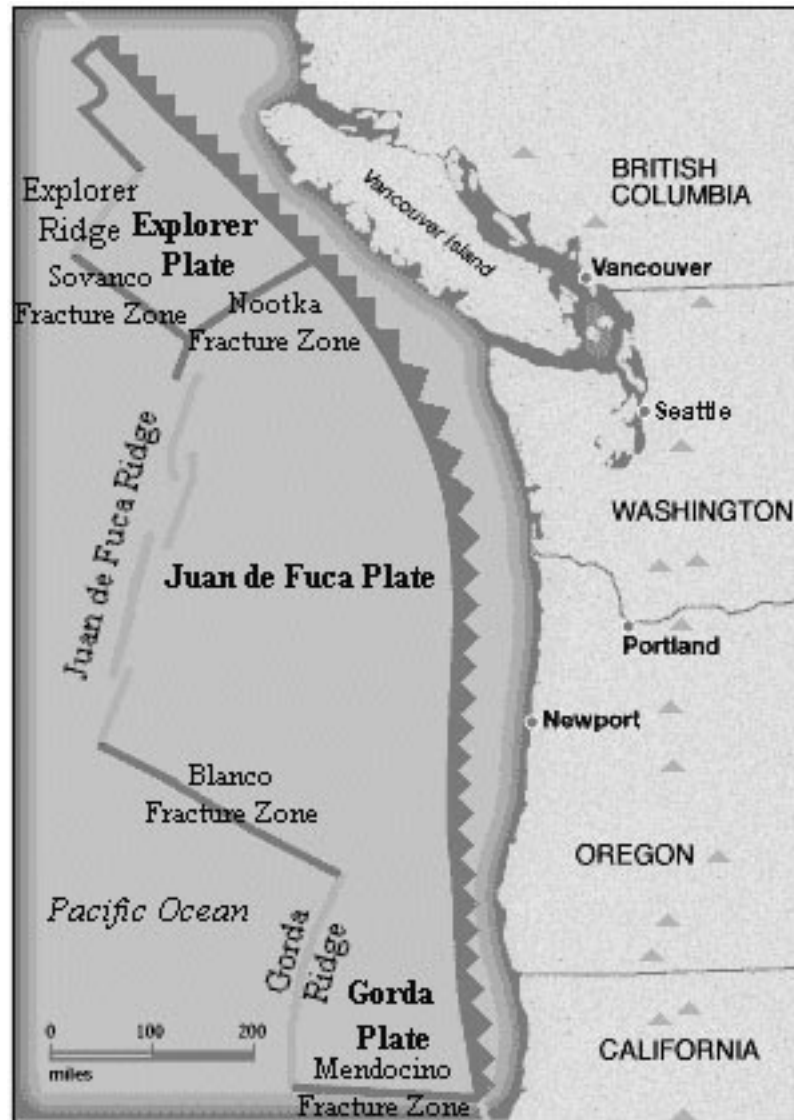 BRITISH
COLUMBIA
Vancouver Island
Explorer
Ridge
Explorer
Plate
Vancouver
Sovanco
Fracture Zone
Nootka
Fracture Zone
Seattle
Juan de Fuca Ridge
WASHINGTON
Juan de Fuca Plate
Portland
Newport
Blanco
Fracture Zone
OREGON
Pacific Ocean
Gorda
Ridge
Gorda
Plate
0 100 200
miles
CALIFORNIA
Mendocino
Fracture Zone